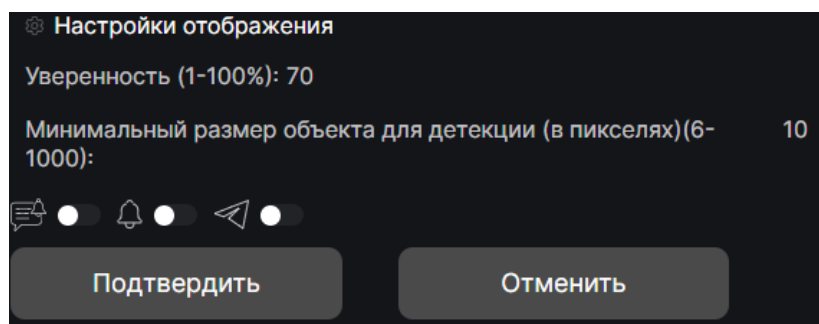 Настройки отображения
Уверенность (1-100%): 70
Минимальный размер объекта для детекции (в пикселях)(6- 10
1000):
Подтвердить Отменить